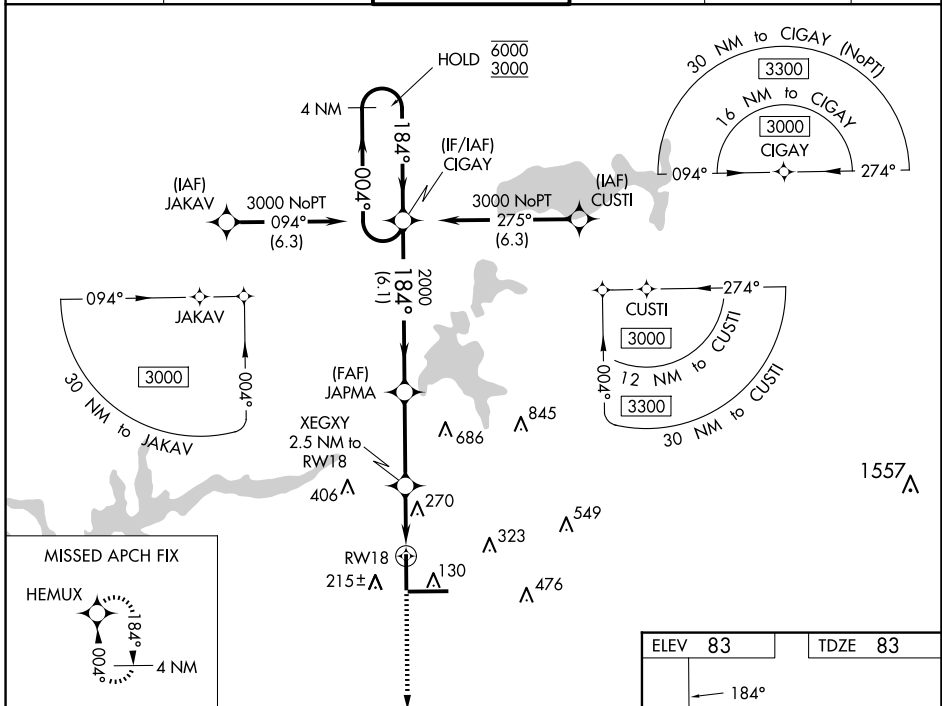 HOLD 6000
3000
4 NM
184°
004°
(IF/IAF)
CIGAY
(IAF)
JAKAV
3000 NoPT
094°
(6.3)
3000 NoPT
275°
(6.3)
(IAF)
CUSTI
30 NM to CIGAY (NoPT)
3300
16 NM to CIGAY
3000
CIGAY
094°
274°
2000
184°
(6.1)
094°
JAKAV
3000
004°
30 NM to JAKAV
274°
CUSTI
3000
004°
12 NM to CUSTI
3300
30 NM to CUSTI
(FAF)
JAPMA
XEGXY
2.5 NM to
RW18
686
845
406
270
1557
549
323
RW18
215±
130
476
MISSED APCH FIX
HEMUX
184°
004°
4 NM
ELEV 83
TDZE 83
184°